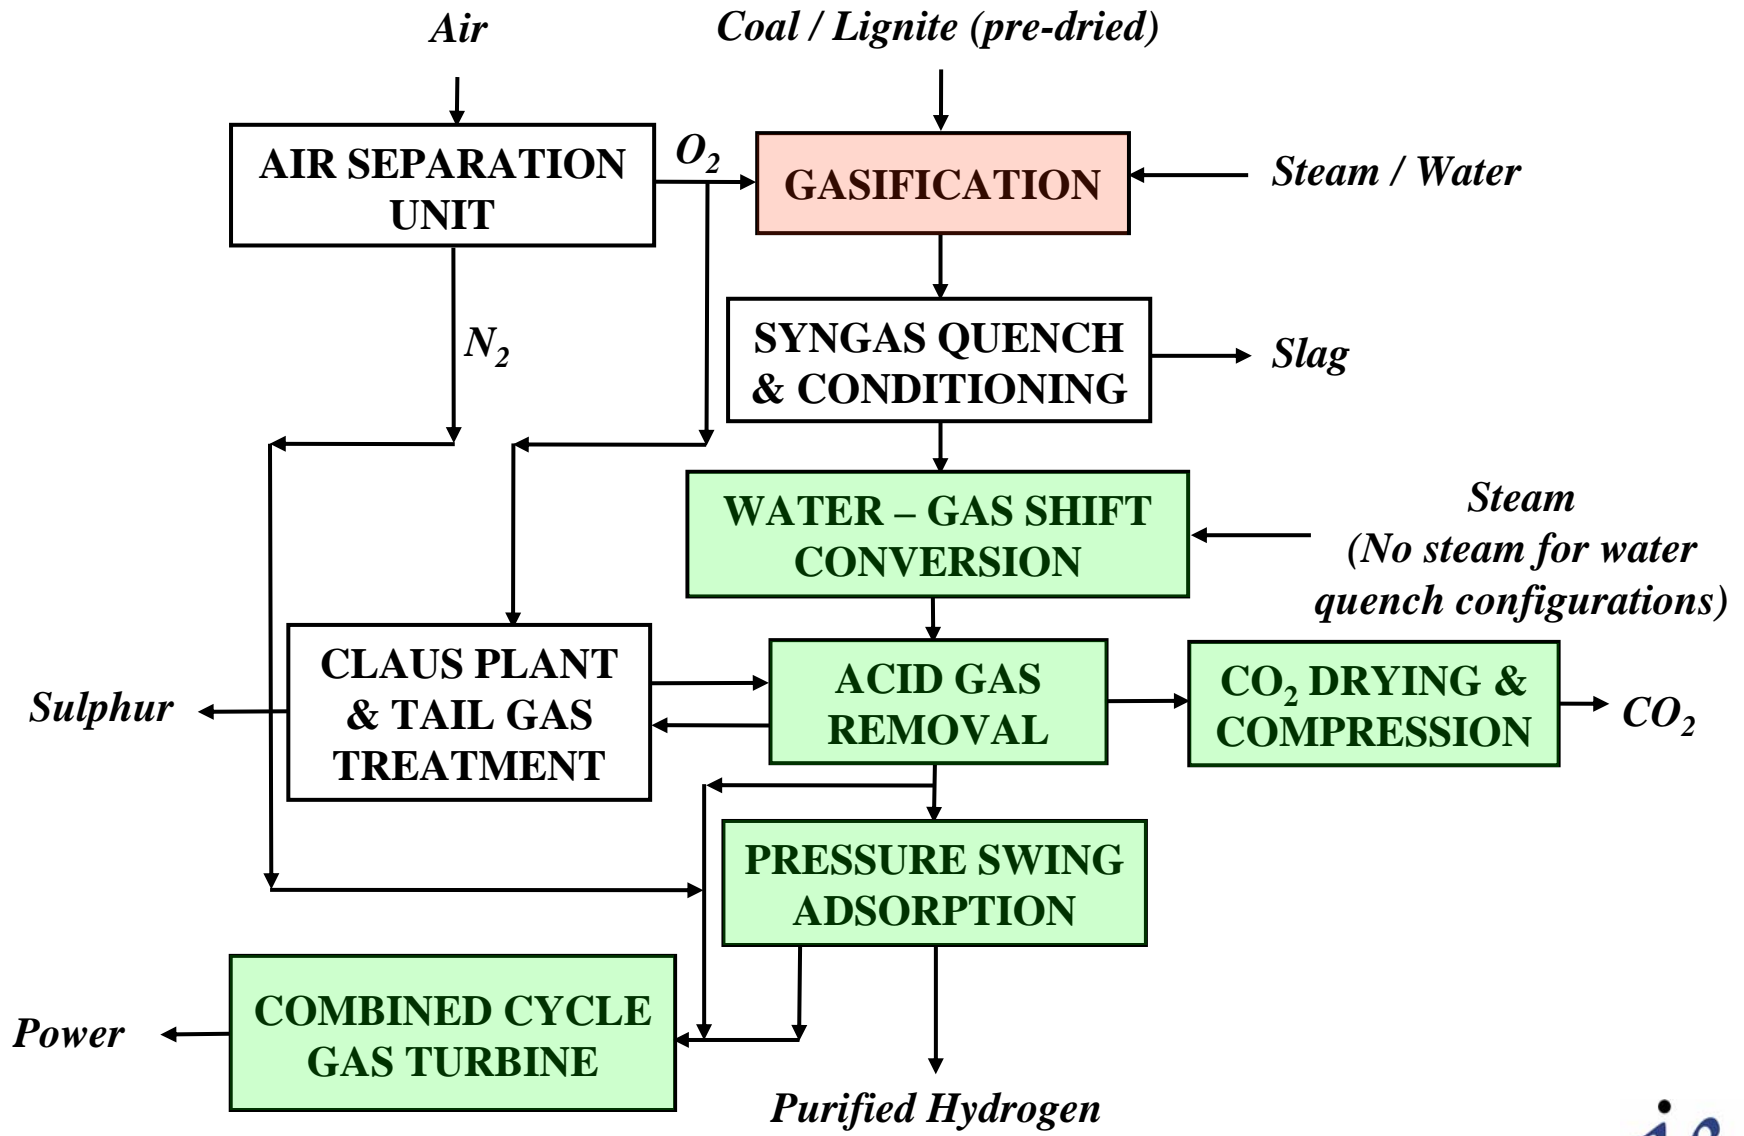 Air
Coal / Lignite (pre-dried)
AIR SEPARATION
UNIT
O2
GASIFICATION
Steam / Water
N2
SYNGAS QUENCH
& CONDITIONING
Slag
WATER – GAS SHIFT
CONVERSION
Steam
(No steam for water
quench configurations)
CLAUS PLANT
& TAIL GAS
TREATMENT
Sulphur
ACID GAS
REMOVAL
CO2 DRYING &
COMPRESSION
CO2
PRESSURE SWING
ADSORPTION
COMBINED CYCLE
GAS TURBINE
Power
Purified Hydrogen